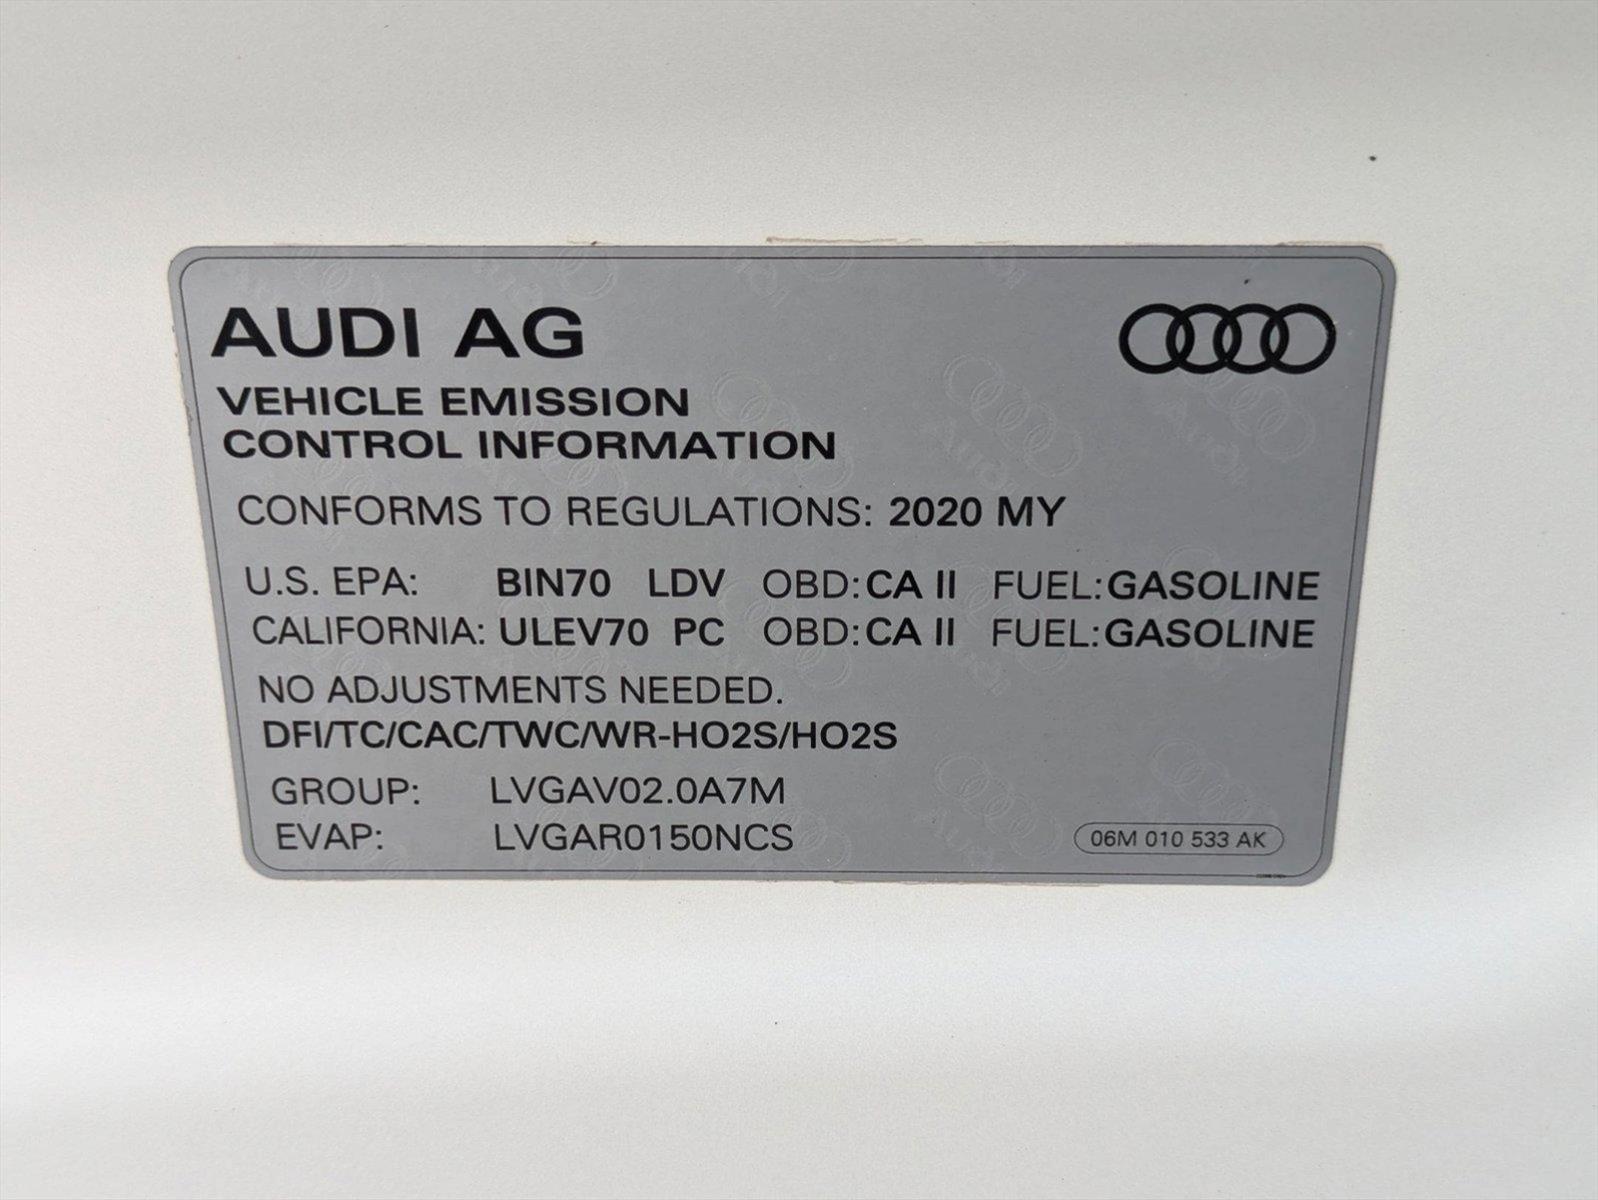 AUDI AG
VEHICLE EMISSION
CONTROL INFORMATION
CONFORMS TO REGULATIONS: 2020 MY
U.S. EPA: BIN70 LDV OBD:CA II FUEL:GASOLINE
CALIFORNIA: ULEV70 PC OBD:CA II FUEL:GASOLINE
NO ADJUSTMENTS NEEDED.
DFI/TC/CAC/TWC/WR-HO2S/HO2S
GROUP: LVGAV02.0A7M
EVAP: LVGAR0150NCS
06M 010 533 AK